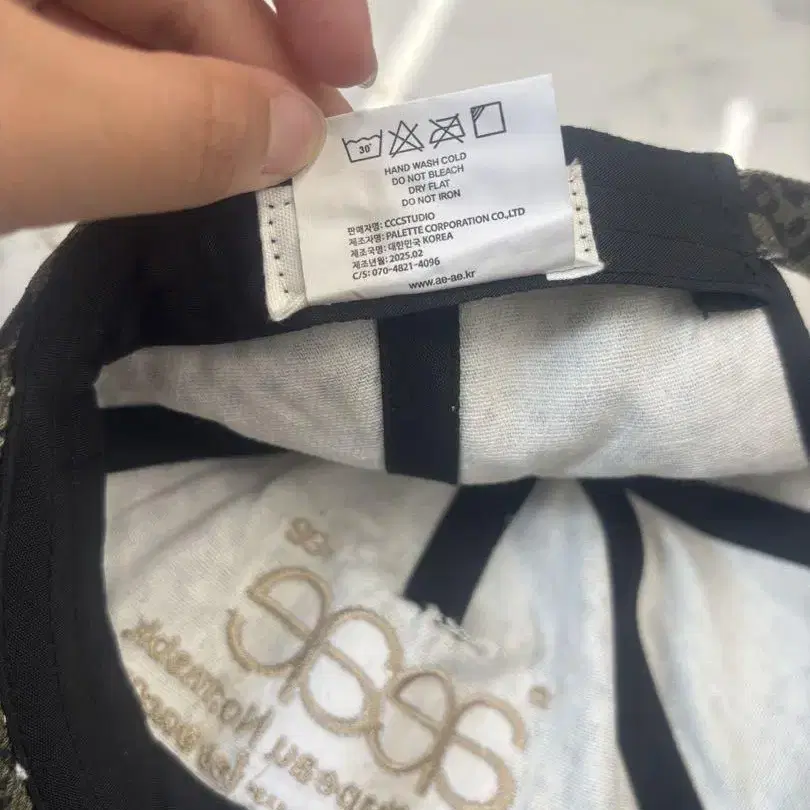 30°
HAND WASH COLD
DO NOT BLEACH
DRY FLAT
DO NOT IRON
판매자명: CCCSTUDIO
제조자명: PALETTE CORPORATION CO.,LTD
제조국명: 대한민국 KOREA
제조년월: 2025.02
C/S: 070-4821-4096
www.ae-ae.kr